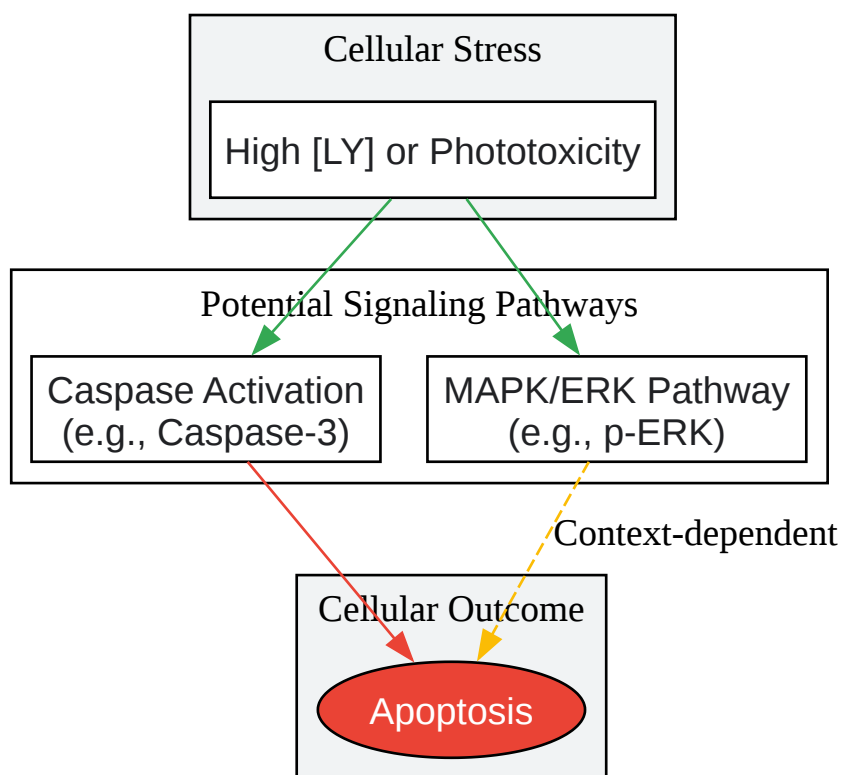 Cellular Stress
High [LY] or Phototoxicity
Potential Signaling Pathways
Caspase Activation
(e.g., Caspase-3)
MAPK/ERK Pathway
(e.g., p-ERK)
Context-dependent
Cellular Outcome
Apoptosis